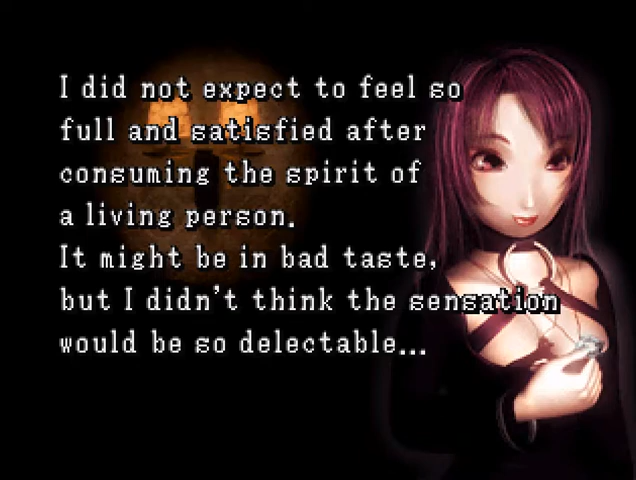 I did not expect to feel so
full and satisfied after
consuming the spirit of
a living person.
It might be in bad taste,
but I didn't think the sensation
would be so delectable...